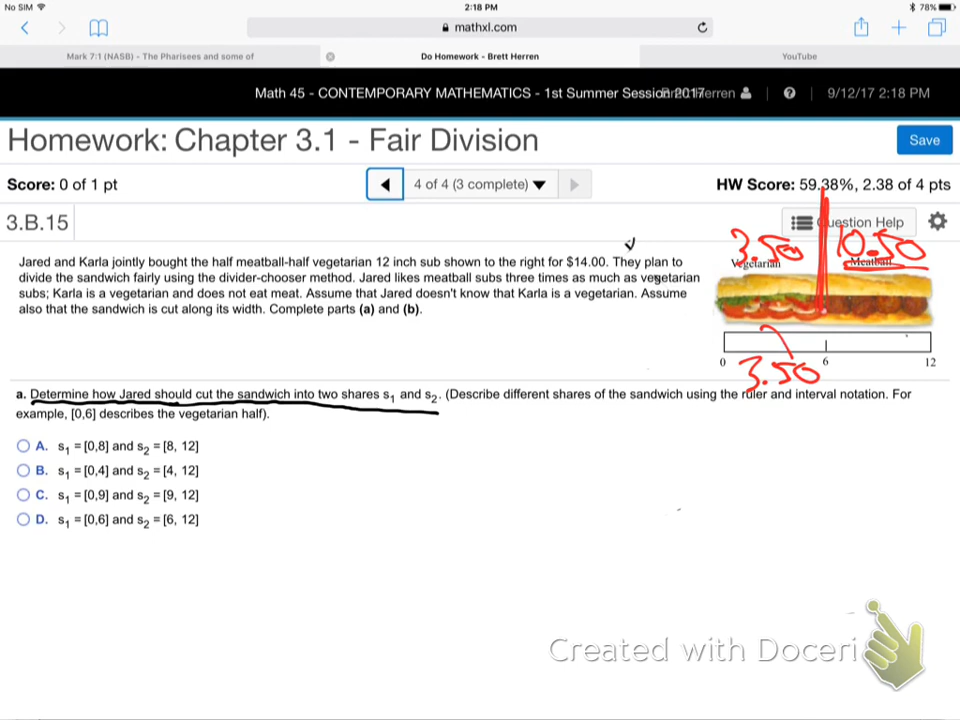 No SIM 2:18 PM 78%
mathxl.com
Mark 7:1 (NASB) - The Pharisees and some of Do Homework - Brett Herren YouTube
Math 45 - CONTEMPORARY MATHEMATICS - 1st Summer Session 2017 Herren ? 9/12/17 2:18 PM
Homework: Chapter 3.1 - Fair Division Save
Score: 0 of 1 pt 4 of 4 (3 complete) HW Score: 59.38%, 2.38 of 4 pts
3.B.15 Question Help
Jared and Karla jointly bought the half meatball-half vegetarian 12 inch sub shown to the right for $14.00. They plan to
divide the sandwich fairly using the divider-chooser method. Jared likes meatball subs three times as much as vegetarian
subs; Karla is a vegetarian and does not eat meat. Assume that Jared doesn't know that Karla is a vegetarian. Assume
also that the sandwich is cut along its width. Complete parts (a) and (b).
3.50 10.50
Vegetarian Meatball
0 6 12
3.50
a. Determine how Jared should cut the sandwich into two shares s1 and s2. (Describe different shares of the sandwich using the ruler and interval notation. For
example, [0,6] describes the vegetarian half).
A. s1 = [0,8] and s2 = [8, 12]
B. s1 = [0,4] and s2 = [4, 12]
C. s1 = [0,9] and s2 = [9, 12]
D. s1 = [0,6] and s2 = [6, 12]
Created with Doceri